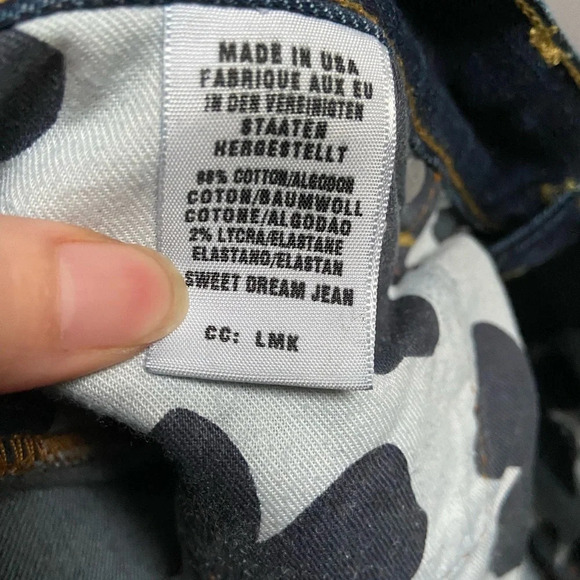 MADE IN USA
FABRIQUE AUX EU
IN DEN VEREINIGTEN
STAATEN
HERGESTELLT
98% COTTON/ALGODON
COTON/BAUMWOLL
COTONE/ALGODAO
2% LYCRA/ELASTANE
ELASTANO/ELASTAN
SWEET DREAM JEAN
CC: LMK